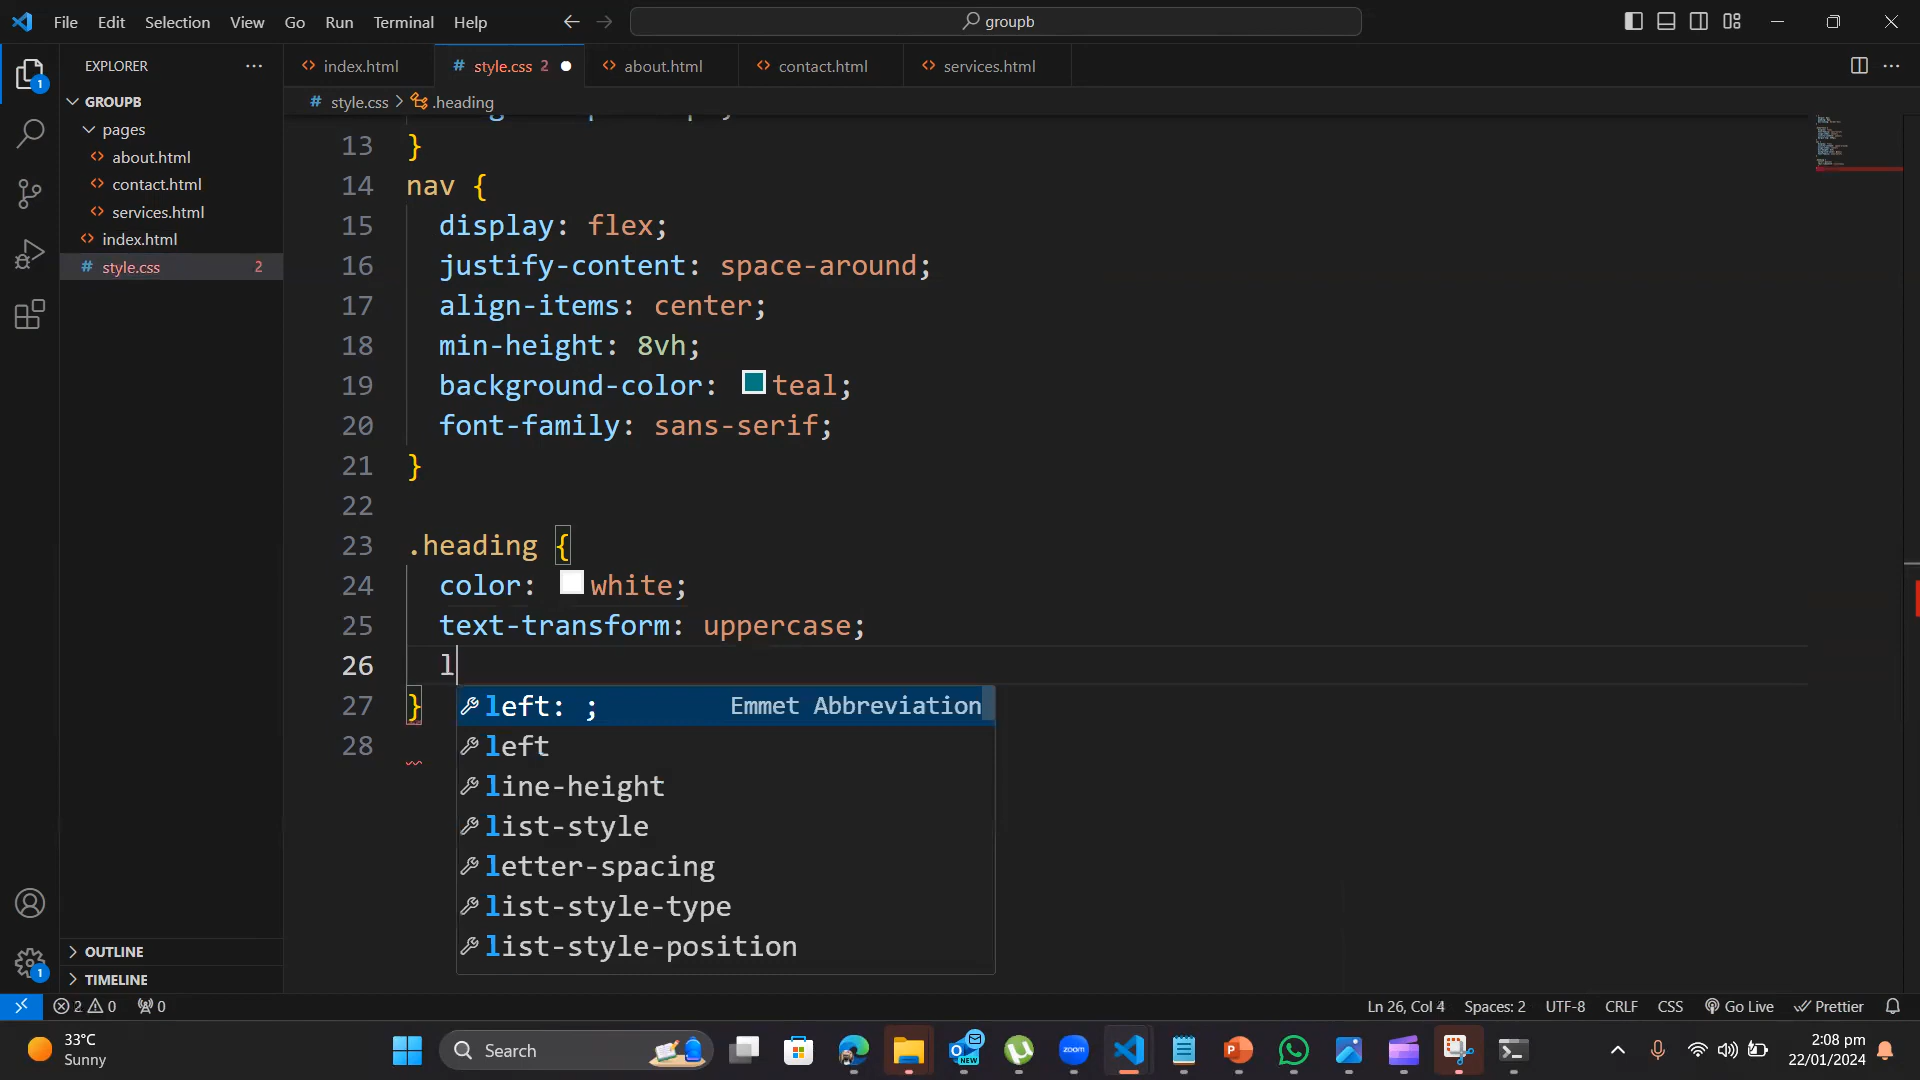 File Edit Selection View Go Run Terminal Help
groupb
EXPLORER
index.html
style.css 2
about.html
contact.html
services.html
GROUPB
pages
about.html
contact.html
services.html
index.html
style.css 2
style.css > .heading
13 }
14 nav {
15 display: flex;
16 justify-content: space-around;
17 align-items: center;
18 min-height: 8vh;
19 background-color: teal;
20 font-family: sans-serif;
21 }
22
23 .heading {
24 color: white;
25 text-transform: uppercase;
26 l
27 }
28
left: ; Emmet Abbreviation
left
line-height
list-style
letter-spacing
list-style-type
list-style-position
1
1
OUTLINE
TIMELINE
2 0 0
Ln 26, Col 4 Spaces: 2 UTF-8 CRLF CSS Go Live Prettier
33°C
Sunny
Search
NEW
zoom
2:08 pm
22/01/2024